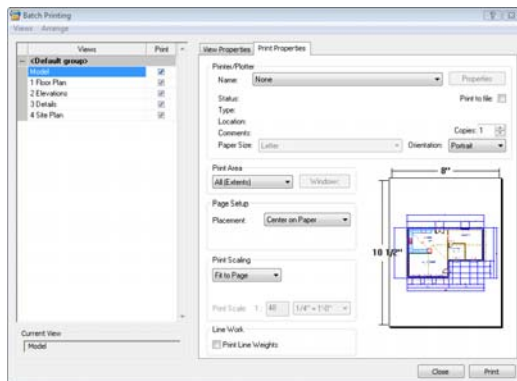 Batch Printing
Views Arrange
Views Print
<Default group>
Model
1 Floor Plan
2 Elevations
3 Details
4 Site Plan
Current View
Model
View Properties Print Properties
Printer/Plotter
Name: None Properties
Status: Print to file:
Type:
Location:
Comments: Copies: 1
Paper Size: Letter Orientation: Portrait
Print Area
All (Extents) Window:
Page Setup
Placement: Center on Paper
Print Scaling
Fit to Page
Print Scale: 1 : 48 1/4" = 1'-0"
Line Work
Print Line Weights
8"
10 1/2"
Close Print